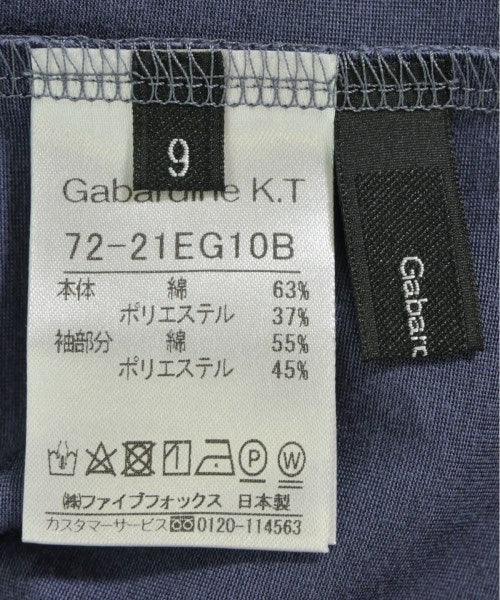 9
Gabardine K.T
72-21EG10B
本体 綿 63%
ポリエステル 37%
袖部分 綿 55%
ポリエステル 45%
P W
㈱ファイブフォックス 日本製
カスタマーサービス 0120-114563
Gabar